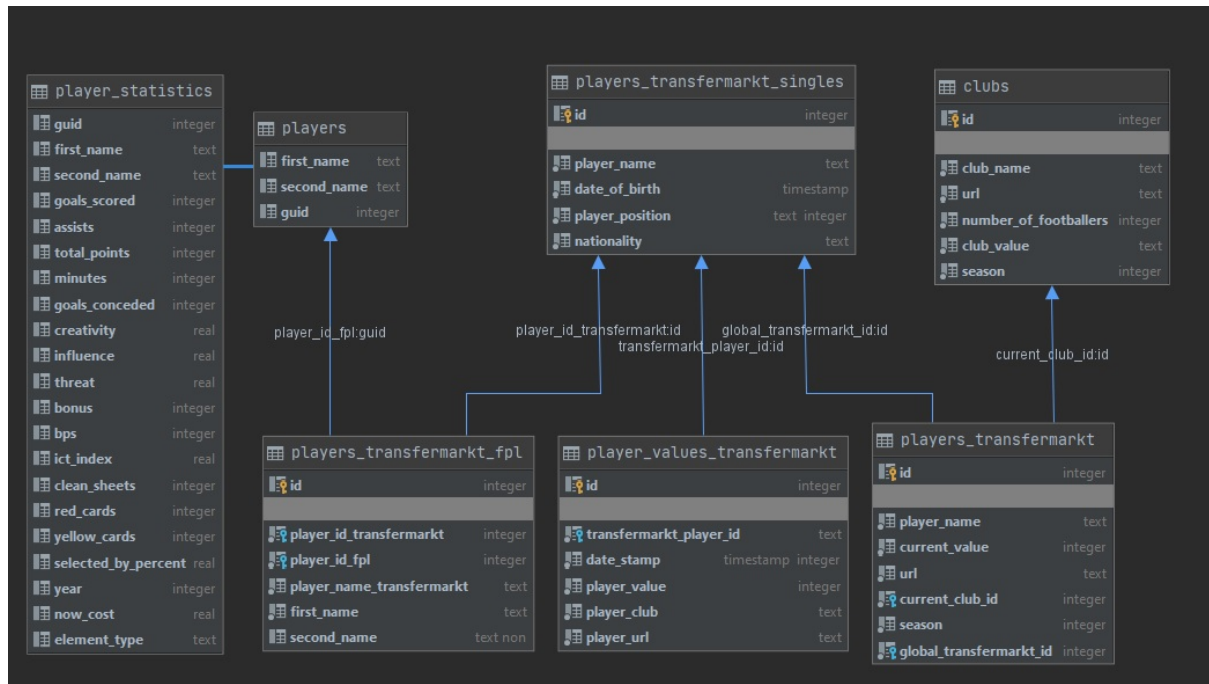 player_statistics
guid integer
first_name text
second_name text
goals_scored integer
assists integer
total_points integer
minutes integer
goals_conceded integer
creativity real
influence real
threat real
bonus integer
bps integer
ict_index real
clean_sheets integer
red_cards integer
yellow_cards integer
selected_by_percent real
year integer
now_cost real
element_type text
players
first_name text
second_name text
guid integer
players_transfermarkt_singles
id integer
player_name text
date_of_birth timestamp
player_position text integer
nationality text
clubs
id integer
club_name text
url text
number_of_footballers integer
club_value text
season integer
player_id_fpl:guid
player_id_transfermarkt:id
global_transfermarkt_id:id
transfermarkt_player_id:id
current_club_id:id
players_transfermarkt_fpl
id integer
player_id_transfermarkt integer
player_id_fpl integer
player_name_transfermarkt text
first_name text
second_name text non
player_values_transfermarkt
id integer
transfermarkt_player_id text
date_stamp timestamp integer
player_value integer
player_club text
player_url text
players_transfermarkt
id integer
player_name text
current_value integer
url text
current_club_id integer
season integer
global_transfermarkt_id integer